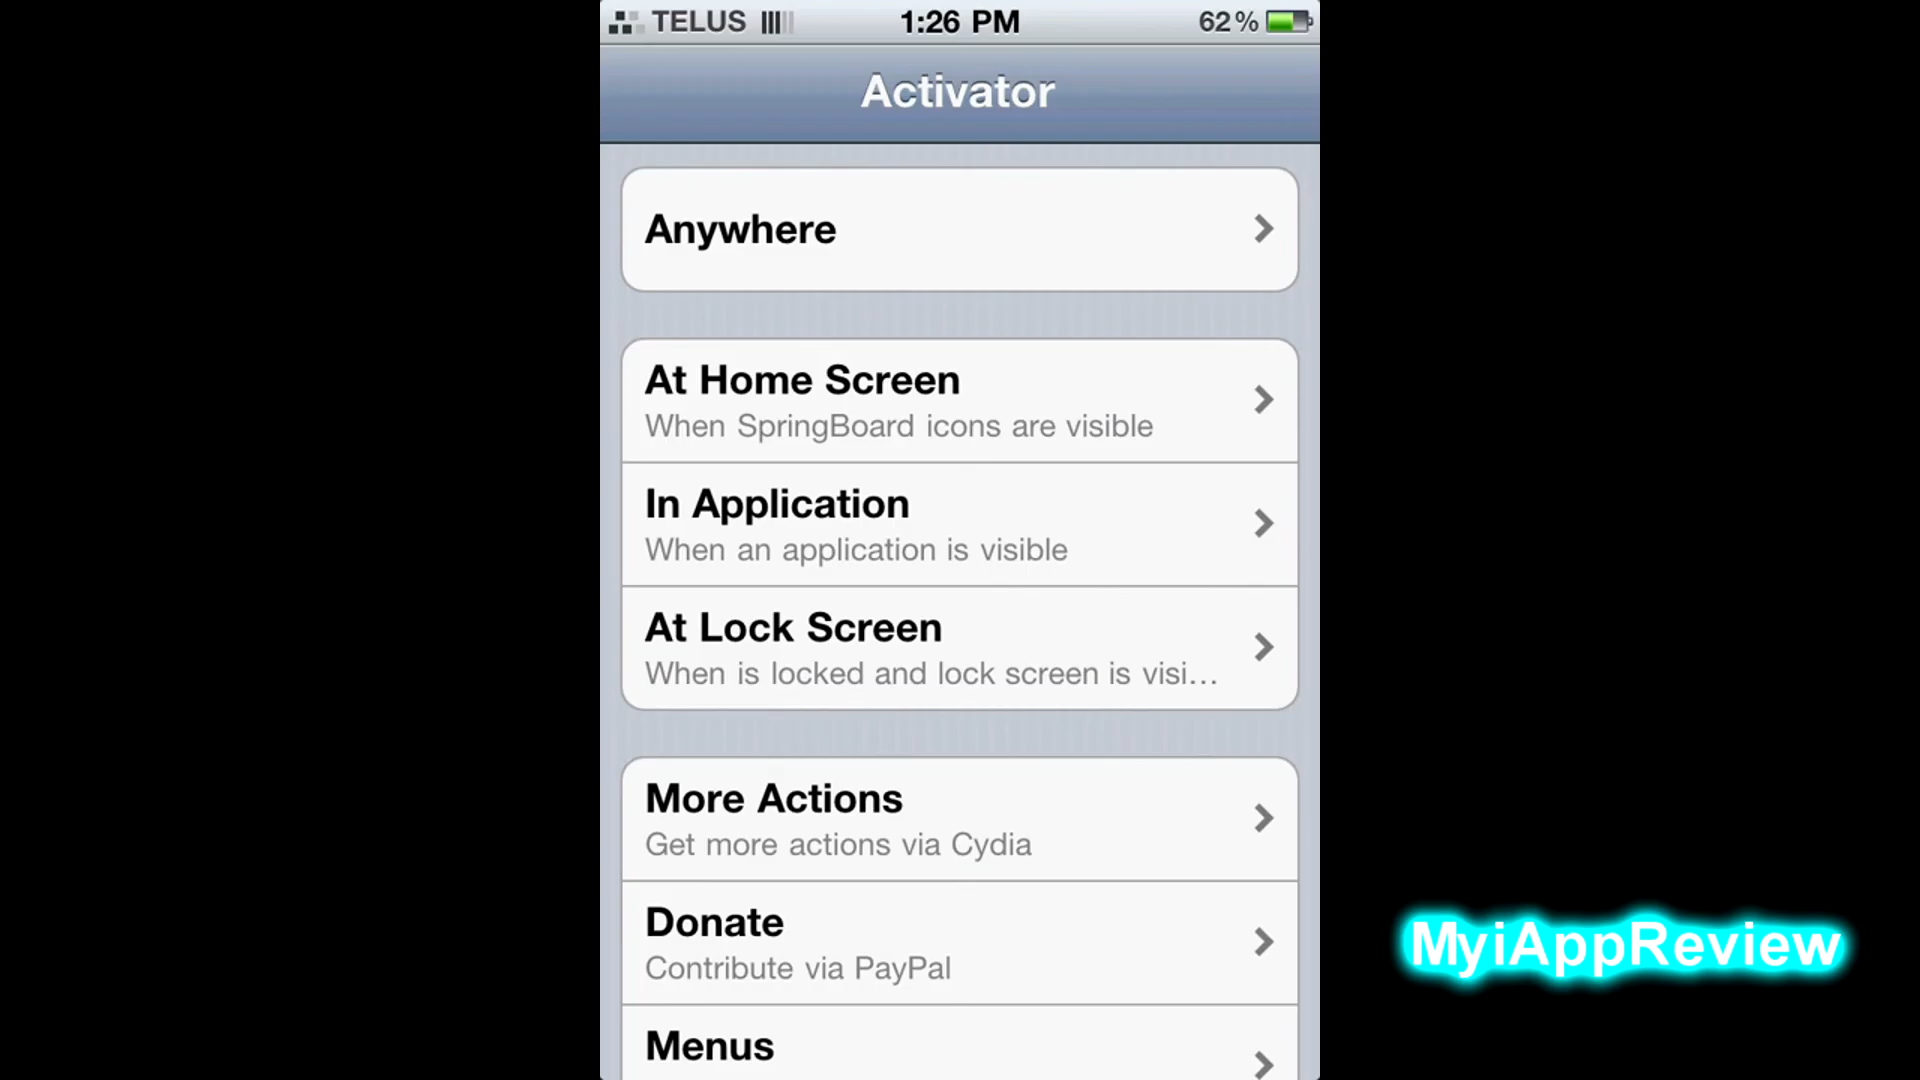 TELUS 1:26 PM 62%
Activator
Anywhere
At Home Screen
When SpringBoard icons are visible
In Application
When an application is visible
At Lock Screen
When is locked and lock screen is visi...
More Actions
Get more actions via Cydia
Donate
Contribute via PayPal
MyiAppReview
Menus